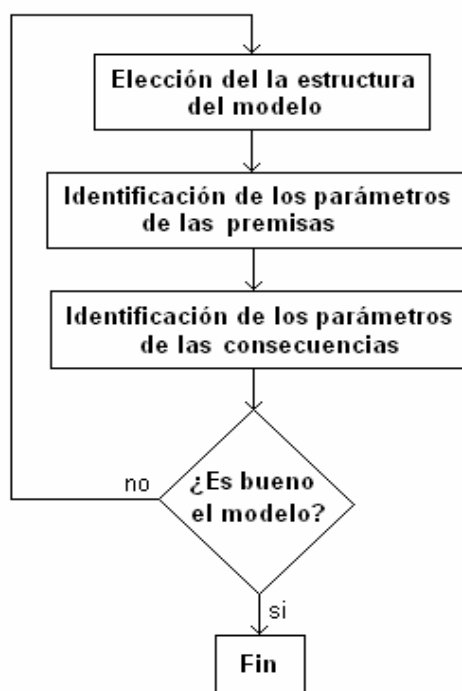 Elección del la estructura
del modelo
Identificación de los parámetros
de las premisas
Identificación de los parámetros
de las consecuencias
¿Es bueno
el modelo?
no
si
Fin